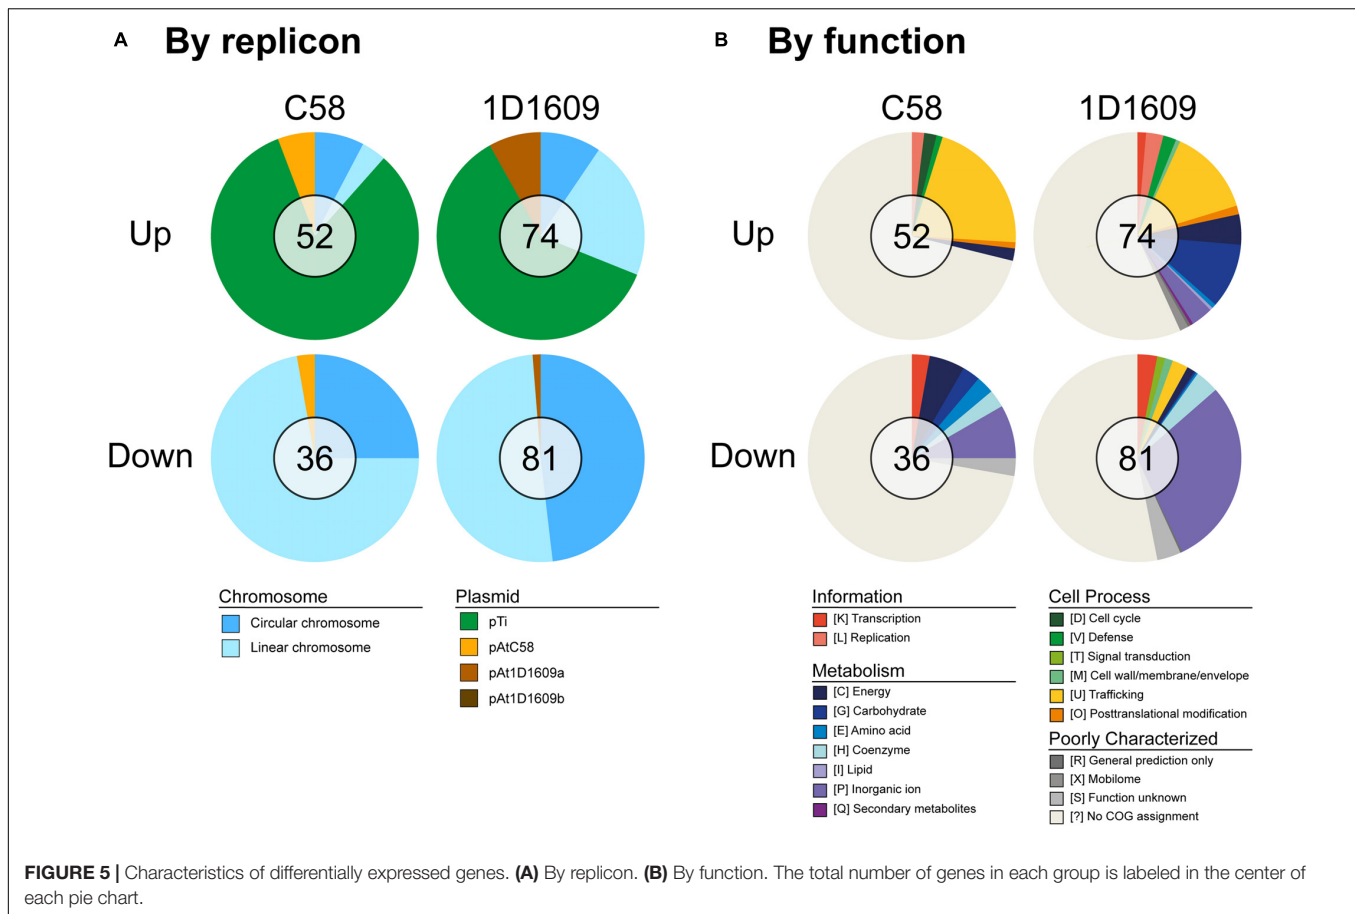 A By replicon
C58 1D1609
Up 52 74
Down 36 81
Chromosome
Circular chromosome
Linear chromosome
Plasmid
pTi
pAtC58
pAt1D1609a
pAt1D1609b
B By function
C58 1D1609
Up 52 74
Down 36 81
Information
[K] Transcription
[L] Replication
Metabolism
[C] Energy
[G] Carbohydrate
[E] Amino acid
[H] Coenzyme
[I] Lipid
[P] Inorganic ion
[Q] Secondary metabolites
Cell Process
[D] Cell cycle
[V] Defense
[T] Signal transduction
[M] Cell wall/membrane/envelope
[U] Trafficking
[O] Posttranslational modification
Poorly Characterized
[R] General prediction only
[X] Mobilome
[S] Function unknown
[?] No COG assignment
FIGURE 5 | Characteristics of differentially expressed genes. (A) By replicon. (B) By function. The total number of genes in each group is labeled in the center of
each pie chart.